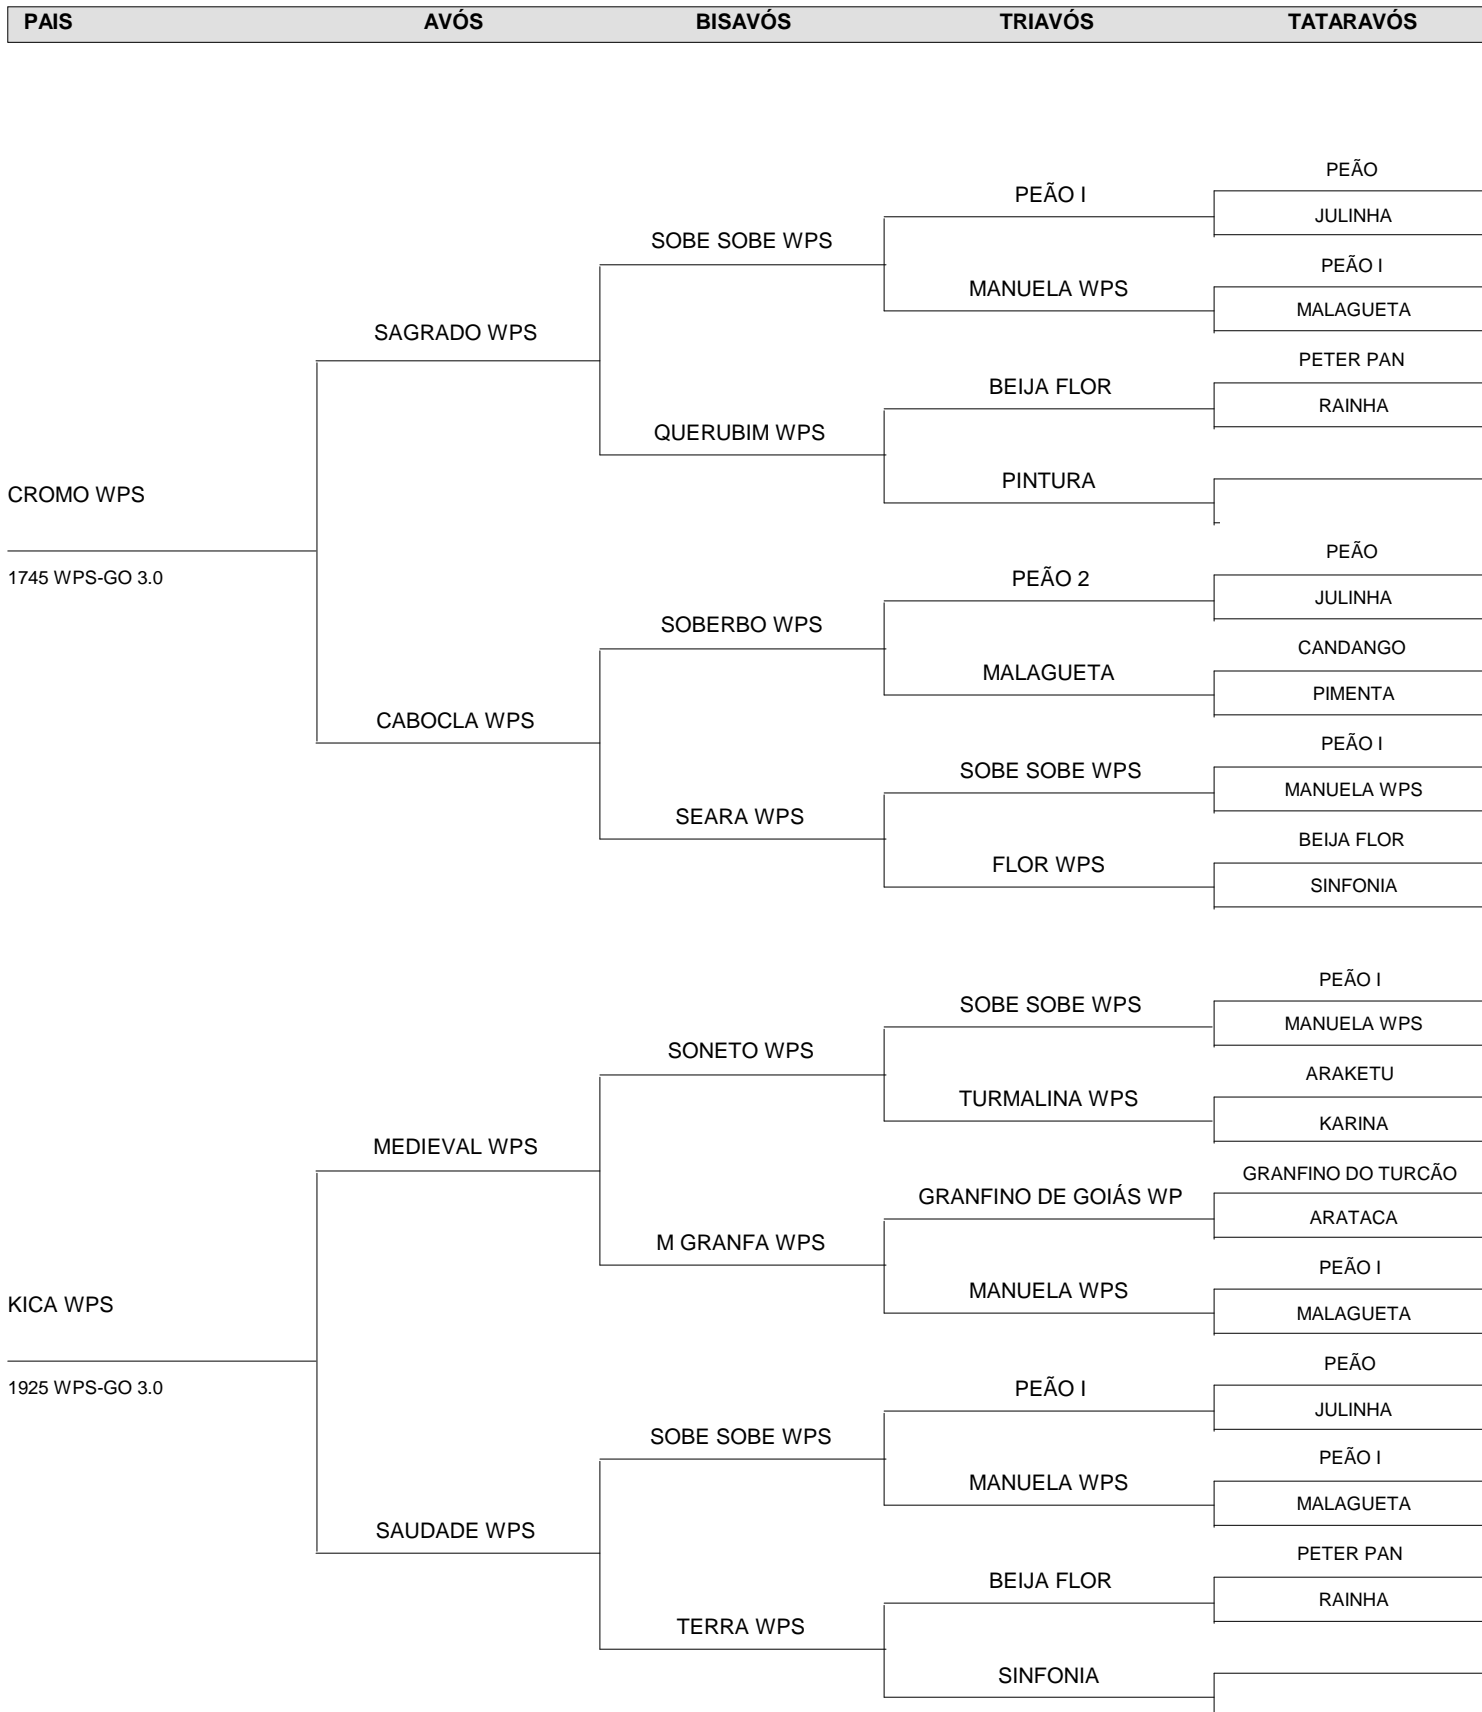 PAIS AVÓS BISAVÓS TRIAVÓS TATARAVÓS
PEÃO
PEÃO I
JULINHA
SOBE SOBE WPS
PEÃO I
MANUELA WPS
MALAGUETA
SAGRADO WPS
PETER PAN
BEIJA FLOR
RAINHA
QUERUBIM WPS
PINTURA
CROMO WPS
PEÃO
1745 WPS-GO 3.0
PEÃO 2
JULINHA
SOBERBO WPS
CANDANGO
MALAGUETA
PIMENTA
CABOCLA WPS
PEÃO I
SOBE SOBE WPS
MANUELA WPS
SEARA WPS
BEIJA FLOR
FLOR WPS
SINFONIA
PEÃO I
SOBE SOBE WPS
MANUELA WPS
SONETO WPS
ARAKETU
TURMALINA WPS
KARINA
MEDIEVAL WPS
GRANFINO DO TURCÃO
GRANFINO DE GOIÁS WP
ARATACA
M GRANFA WPS
PEÃO I
MANUELA WPS
KICA WPS
MALAGUETA
PEÃO
1925 WPS-GO 3.0
PEÃO I
JULINHA
SOBE SOBE WPS
PEÃO I
MANUELA WPS
MALAGUETA
SAUDADE WPS
PETER PAN
BEIJA FLOR
RAINHA
TERRA WPS
SINFONIA